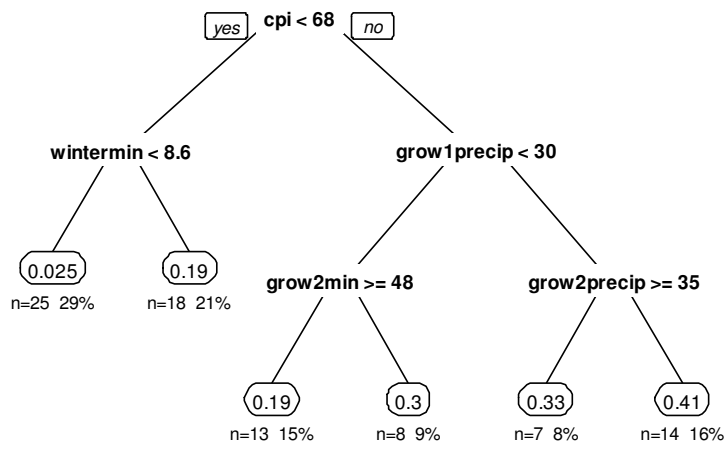 cpi < 68
yes
no
wintermin < 8.6
grow1precip < 30
0.025
0.19
grow2min >= 48
grow2precip >= 35
n=25 29%
n=18 21%
0.19
0.3
0.33
0.41
n=13 15%
n=8 9%
n=7 8%
n=14 16%